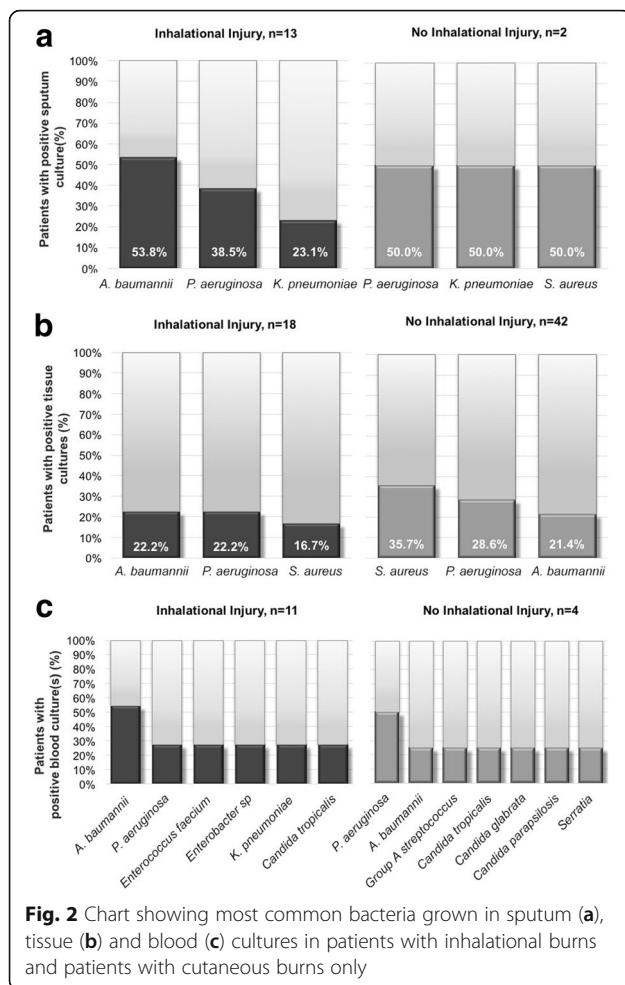 a
Inhalational Injury, n=13
No Inhalational Injury, n=2
Patients with positive sputum
culture(%)
100%
90%
80%
70%
60%
50%
40%
30%
20%
10%
0%
53.8%
38.5%
23.1%
50.0%
50.0%
50.0%
A. baumannii
P. aeruginosa
K. pneumoniae
P. aeruginosa
K. pneumoniae
S. aureus
b
Inhalational Injury, n=18
No Inhalational Injury, n=42
Patients with positive tissue
cultures (%)
100%
90%
80%
70%
60%
50%
40%
30%
20%
10%
0%
22.2%
22.2%
16.7%
35.7%
28.6%
21.4%
A. baumannii
P. aeruginosa
S. aureus
S. aureus
P. aeruginosa
A. baumannii
c
Inhalational Injury, n=11
No Inhalational Injury, n=4
Patients with
positive blood culture(s) (%)
100%
90%
80%
70%
60%
50%
40%
30%
20%
10%
0%
A. baumannii
P. aeruginosa
Enterococcus faecium
Enterobacter sp
K. pneumoniae
Candida tropicalis
P. aeruginosa
A. baumannii
Group A streptococcus
Candida tropicalis
Candida glabrata
Candida parapsilosis
Serratia
Fig. 2 Chart showing most common bacteria grown in sputum (a),
tissue (b) and blood (c) cultures in patients with inhalational burns
and patients with cutaneous burns only